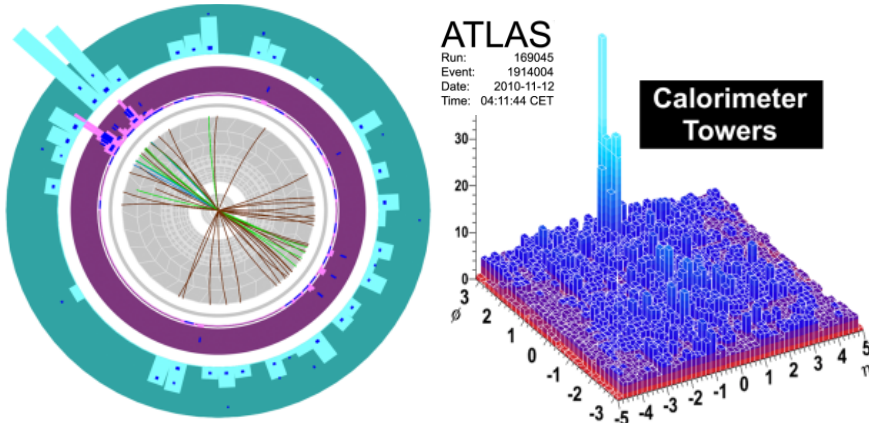 ATLAS
Run: 169045
Event: 1914004
Date: 2010-11-12
Time: 04:11:44 CET
Calorimeter
Towers
30
20
10
0
3
2
1
0
-1
-2
-3
ϕ
-5 -4 -3 -2 -1 0 1 2 3 4 5
η